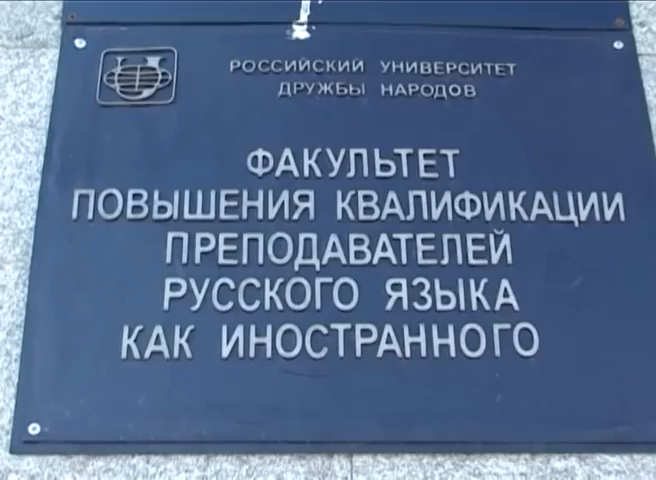 РОССИЙСКИЙ УНИВЕРСИТЕТ
ДРУЖБЫ НАРОДОВ
ФАКУЛЬТЕТ
ПОВЫШЕНИЯ КВАЛИФИКАЦИИ
ПРЕПОДАВАТЕЛЕЙ
РУССКОГО ЯЗЫКА
КАК ИНОСТРАННОГО